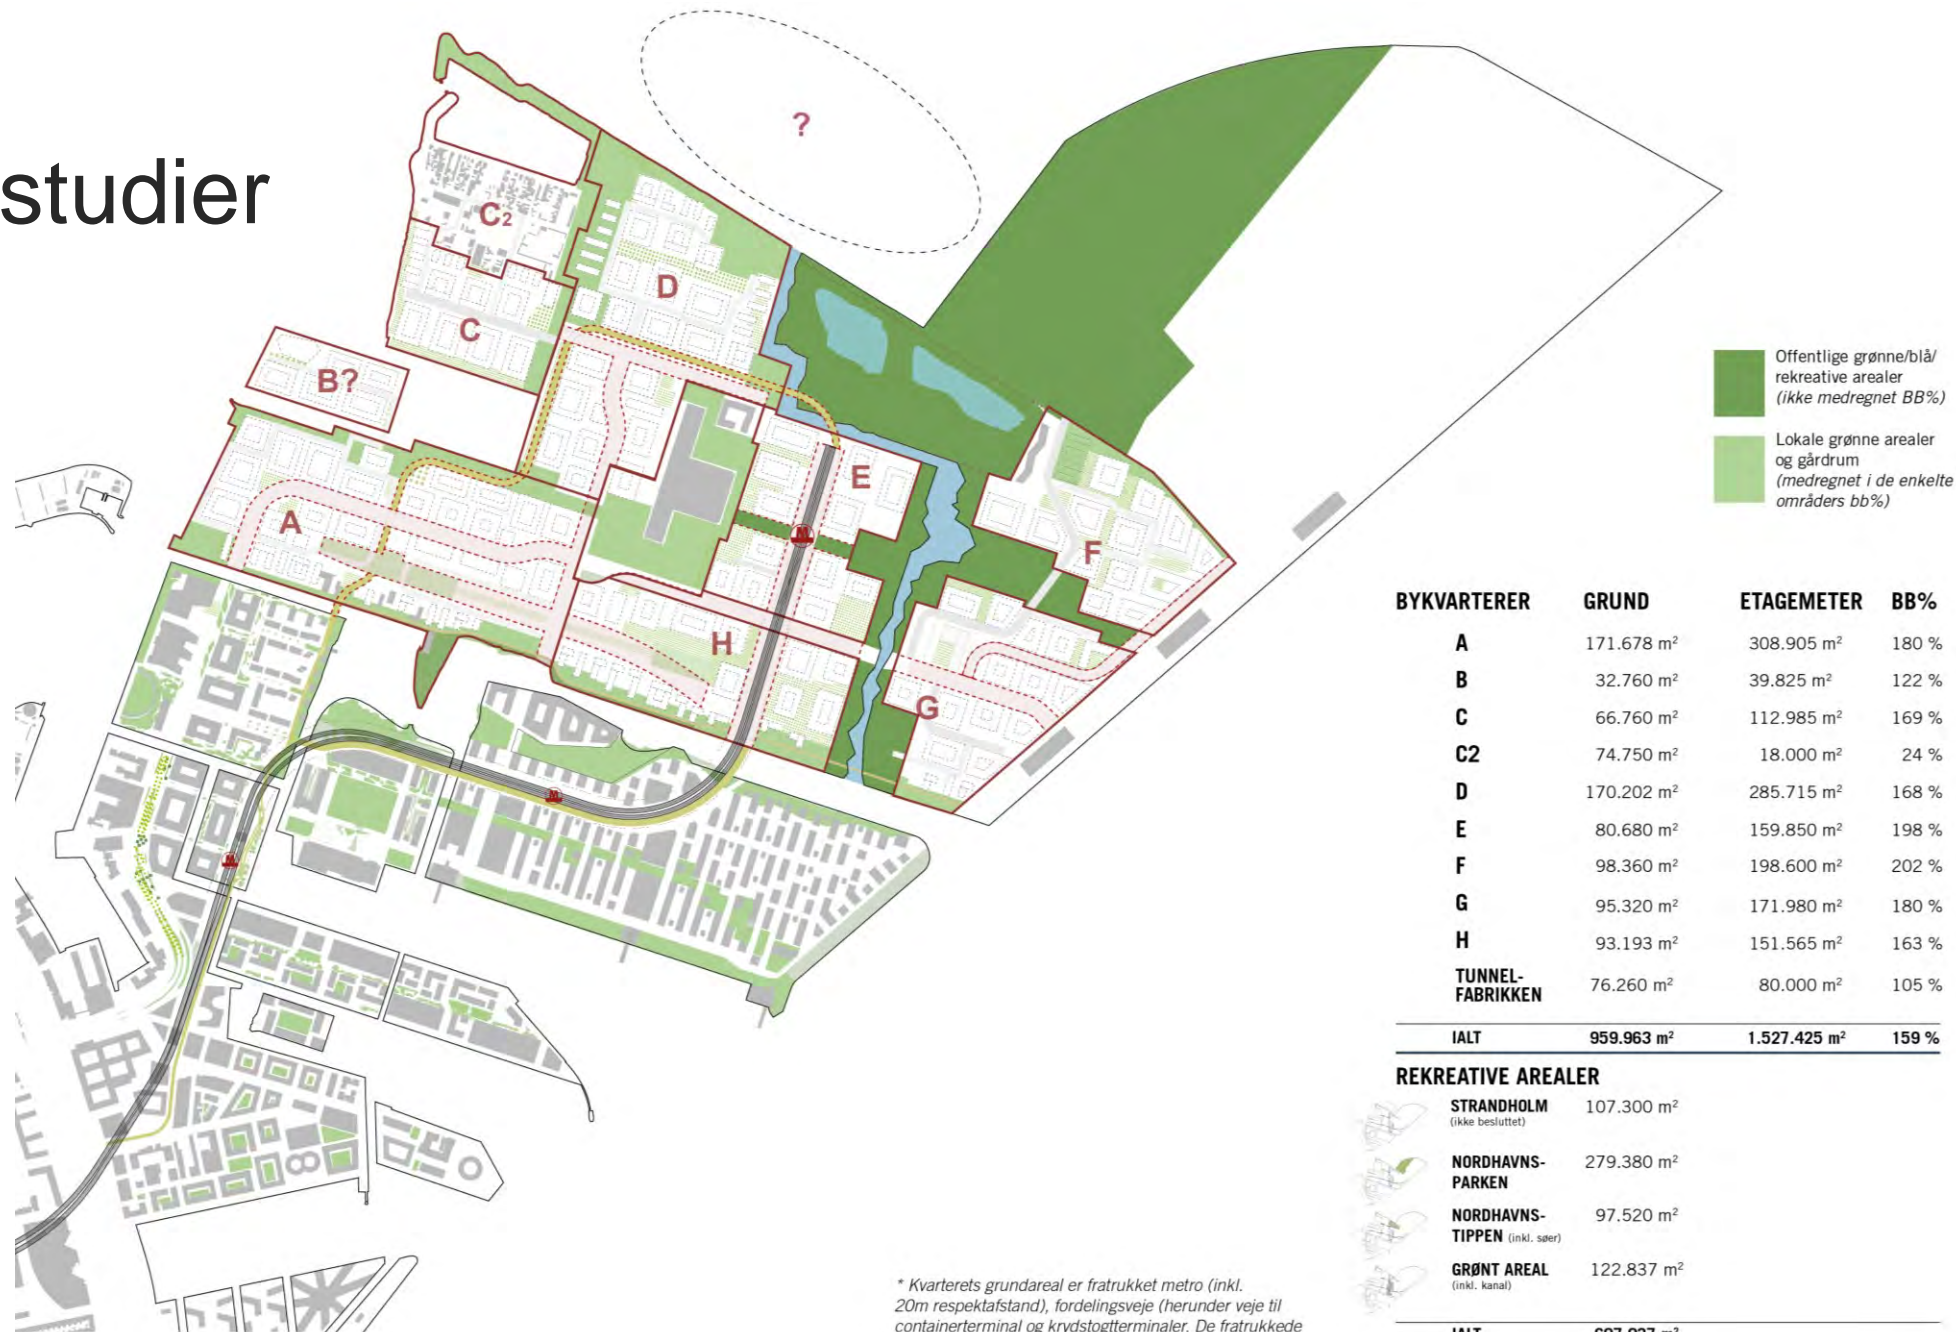 studier
?
C2
D
C
B?
E
A
F
H
G
M
M
M
Offentlige grønne/blå/
rekreative arealer
(ikke medregnet BB%)
Lokale grønne arealer
og gårdrum
(medregnet i de enkelte
områders bb%)
BYKVARTERER GRUND ETAGEMETER BB%
A 171.678 m² 308.905 m² 180 %
B 32.760 m² 39.825 m² 122 %
C 66.760 m² 112.985 m² 169 %
C2 74.750 m² 18.000 m² 24 %
D 170.202 m² 285.715 m² 168 %
E 80.680 m² 159.850 m² 198 %
F 98.360 m² 198.600 m² 202 %
G 95.320 m² 171.980 m² 180 %
H 93.193 m² 151.565 m² 163 %
TUNNEL-
FABRIKKEN 76.260 m² 80.000 m² 105 %
IALT 959.963 m² 1.527.425 m² 159 %
REKREATIVE AREALER
STRANDHOLM 107.300 m²
(ikke besluttet)
NORDHAVNS- 279.380 m²
PARKEN
NORDHAVNS- 97.520 m²
TIPPEN (inkl. søer)
GRØNT AREAL 122.837 m²
(inkl. kanal)
* Kvarterets grundareal er fratrukket metro (inkl.
20m respektafstand), fordelingsveje (herunder veje til
containerterminal og krydstogtterminaler. De fratrukkede
IALT